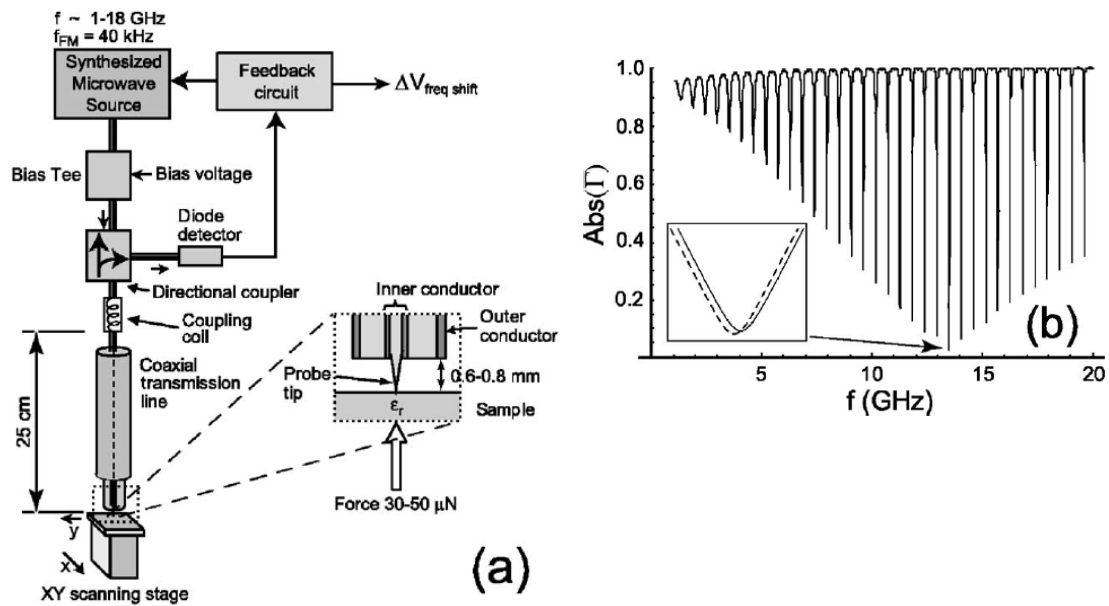 f ~ 1-18 GHz
f_FM = 40 kHz
Synthesized
Microwave
Source
Feedback
circuit
ΔV_freq shift
Bias Tee
Bias voltage
Diode
detector
Directional coupler
Coupling
coil
Coaxial
transmission
line
25 cm
y
x
XY scanning stage
Inner conductor
Outer
conductor
Probe
tip
0.6-0.8 mm
ε_r
Sample
Force 30-50 μN
(a)
Abs(Γ)
1.0
0.8
0.6
0.4
0.2
5
10
15
20
f (GHz)
(b)